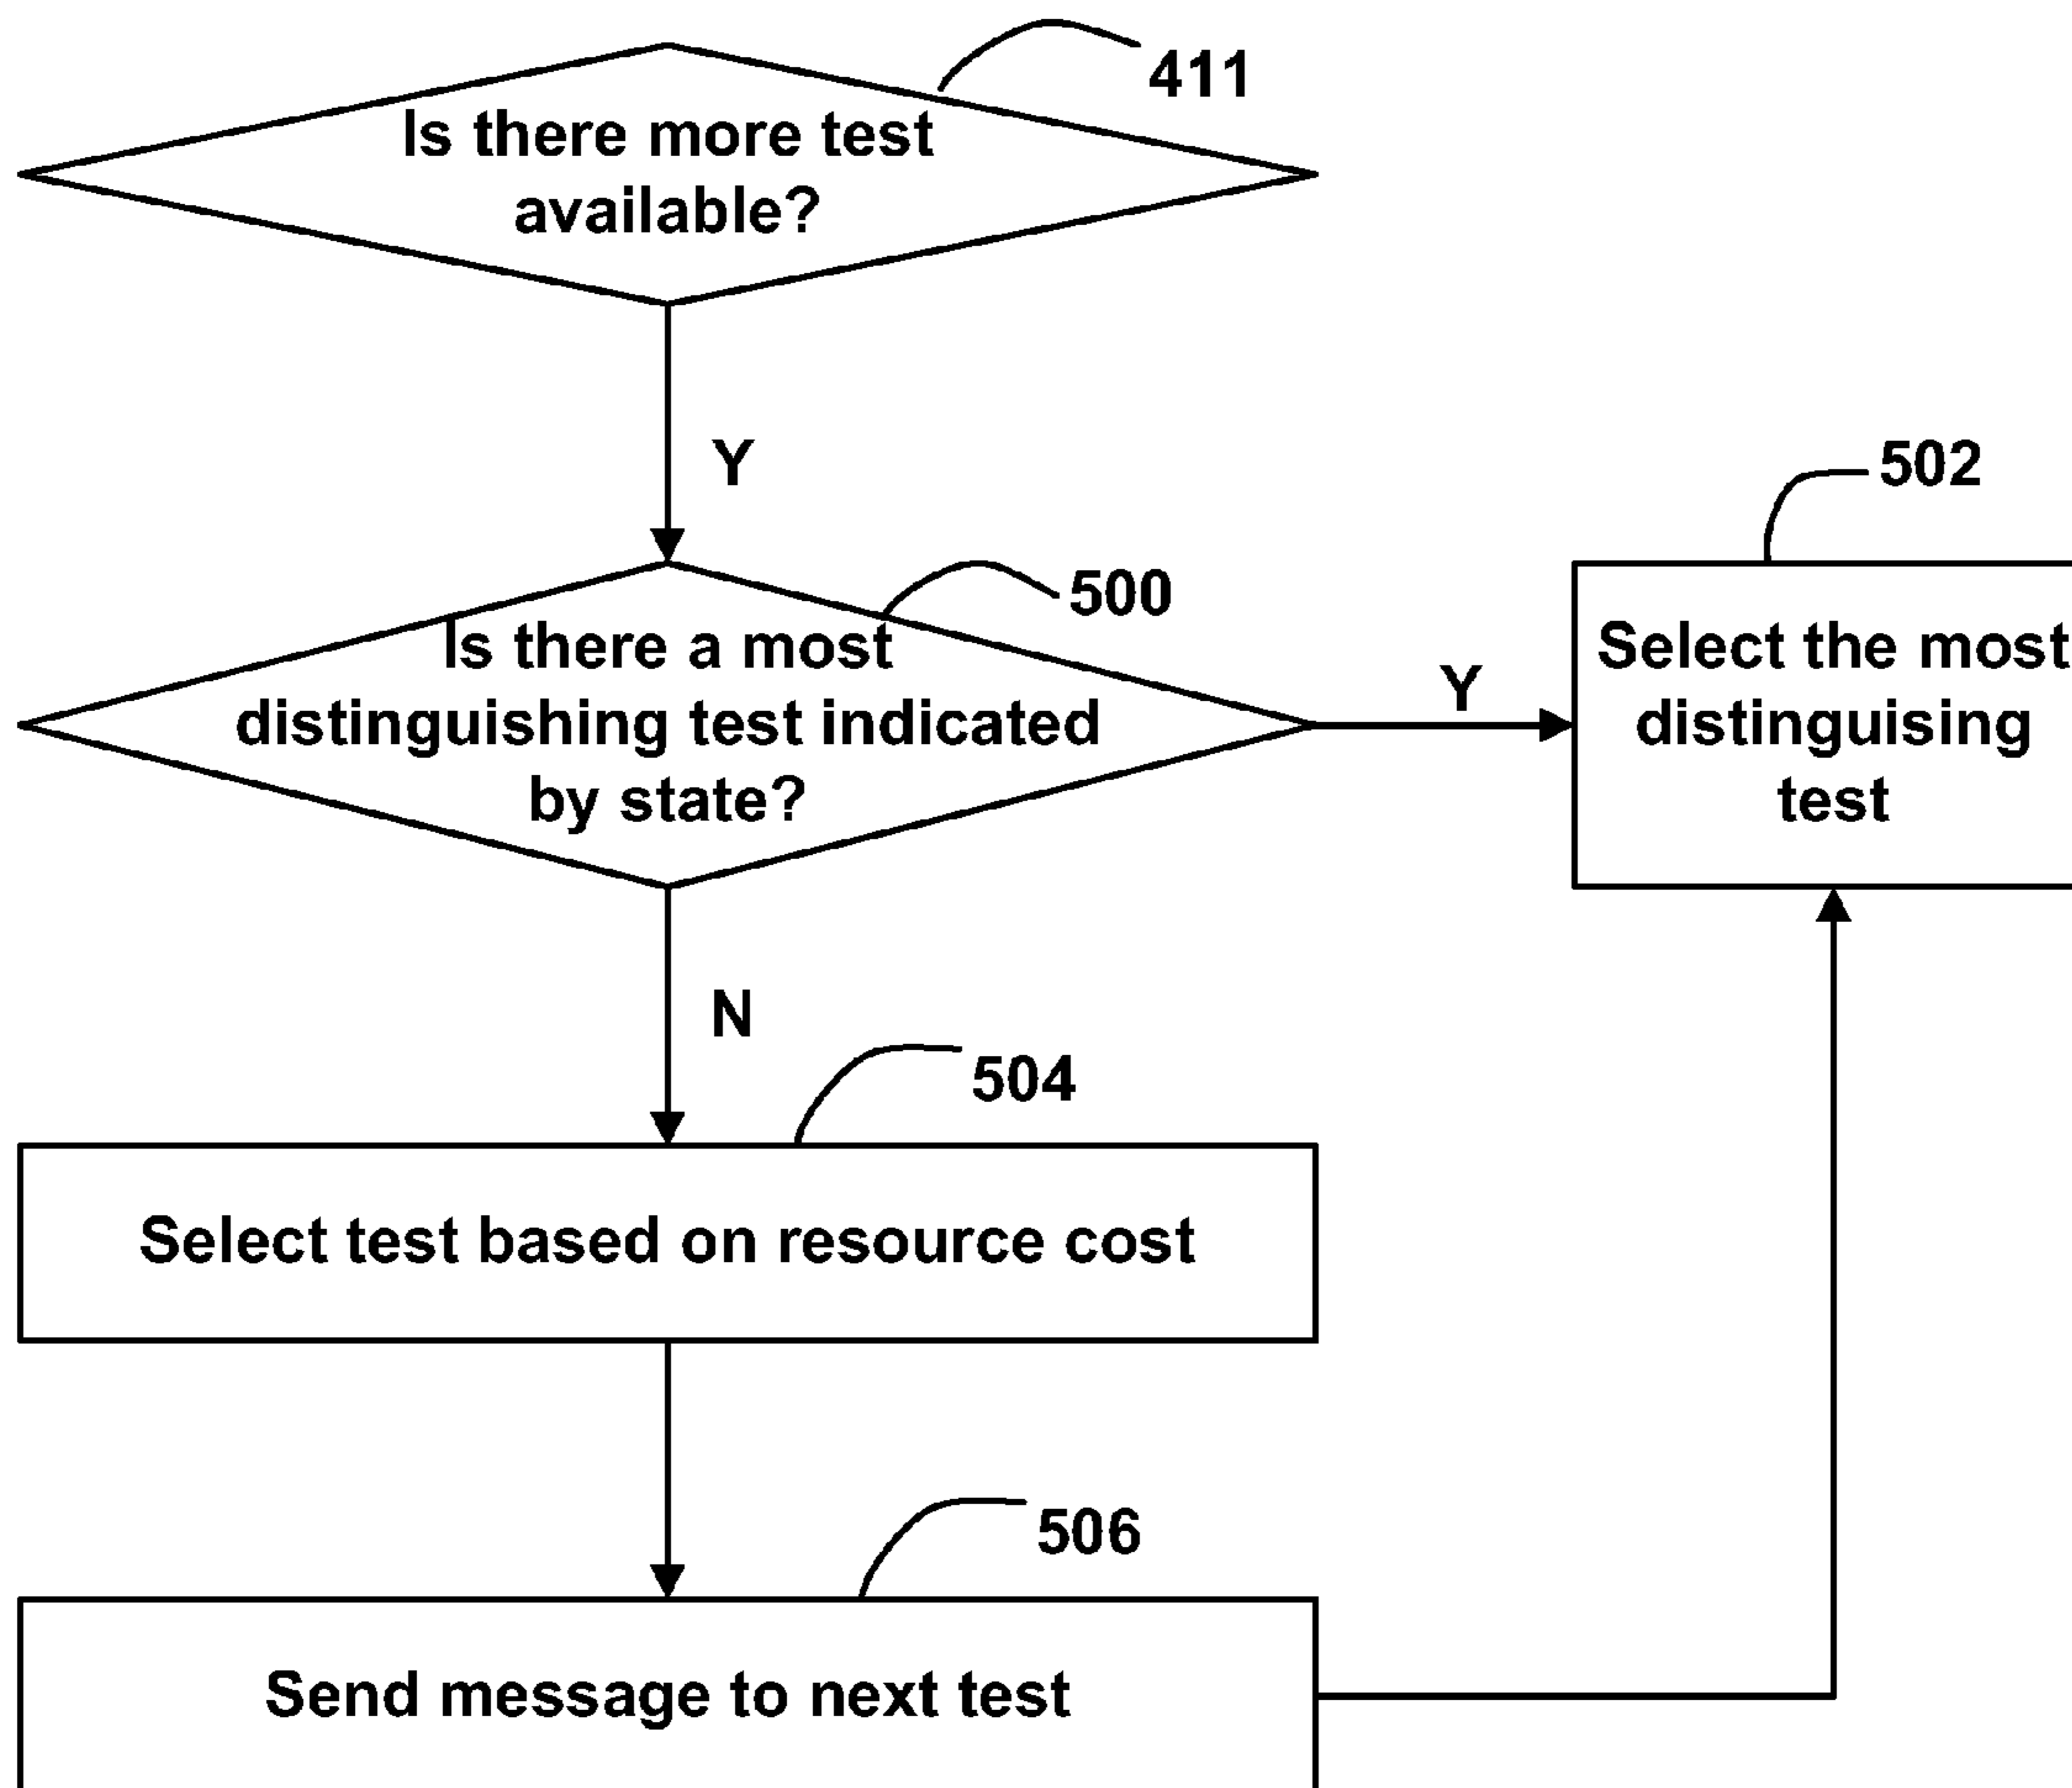 411
Is there more test
available?
Y
502
500
Is there a most
distinguishing test indicated
by state?
Y
Select the most
distinguising
test
N
504
Select test based on resource cost
506
Send message to next test